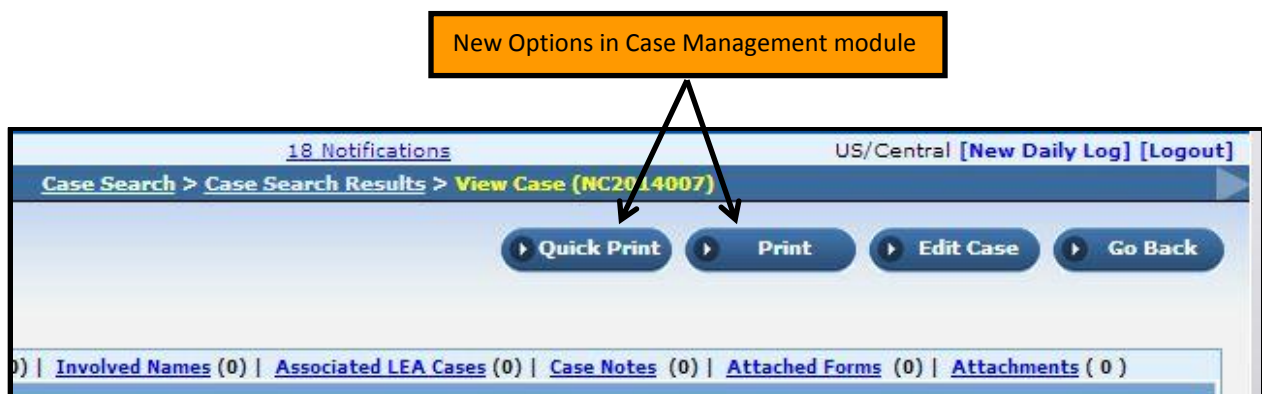 New Options in Case Management module
18 Notifications US/Central [New Daily Log] [Logout]
Case Search > Case Search Results > View Case (NC2014007)
Quick Print Print Edit Case Go Back
0) | Involved Names (0) | Associated LEA Cases (0) | Case Notes (0) | Attached Forms (0) | Attachments ( 0 )